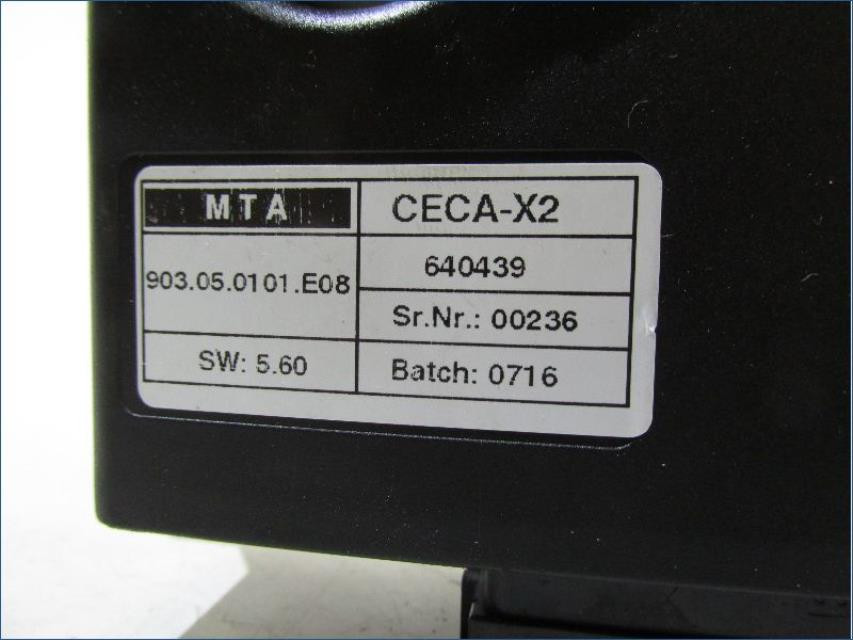 MTA
CECA-X2
903.05.0101.E08
640439
Sr.Nr.: 00236
SW: 5.60
Batch: 0716